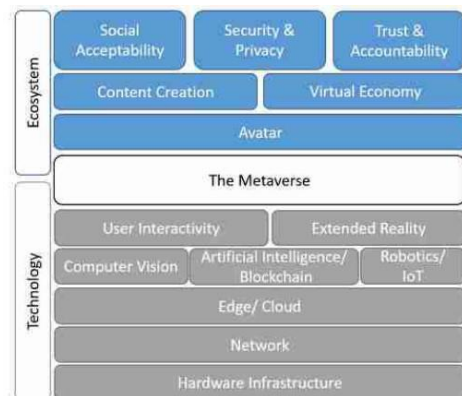 Ecosystem
Social
Acceptability
Security &
Privacy
Trust &
Accountability
Content Creation
Virtual Economy
Avatar
The Metaverse
Technology
User Interactivity
Extended Reality
Computer Vision
Artificial Intelligence/
Blockchain
Robotics/
IoT
Edge/ Cloud
Network
Hardware Infrastructure